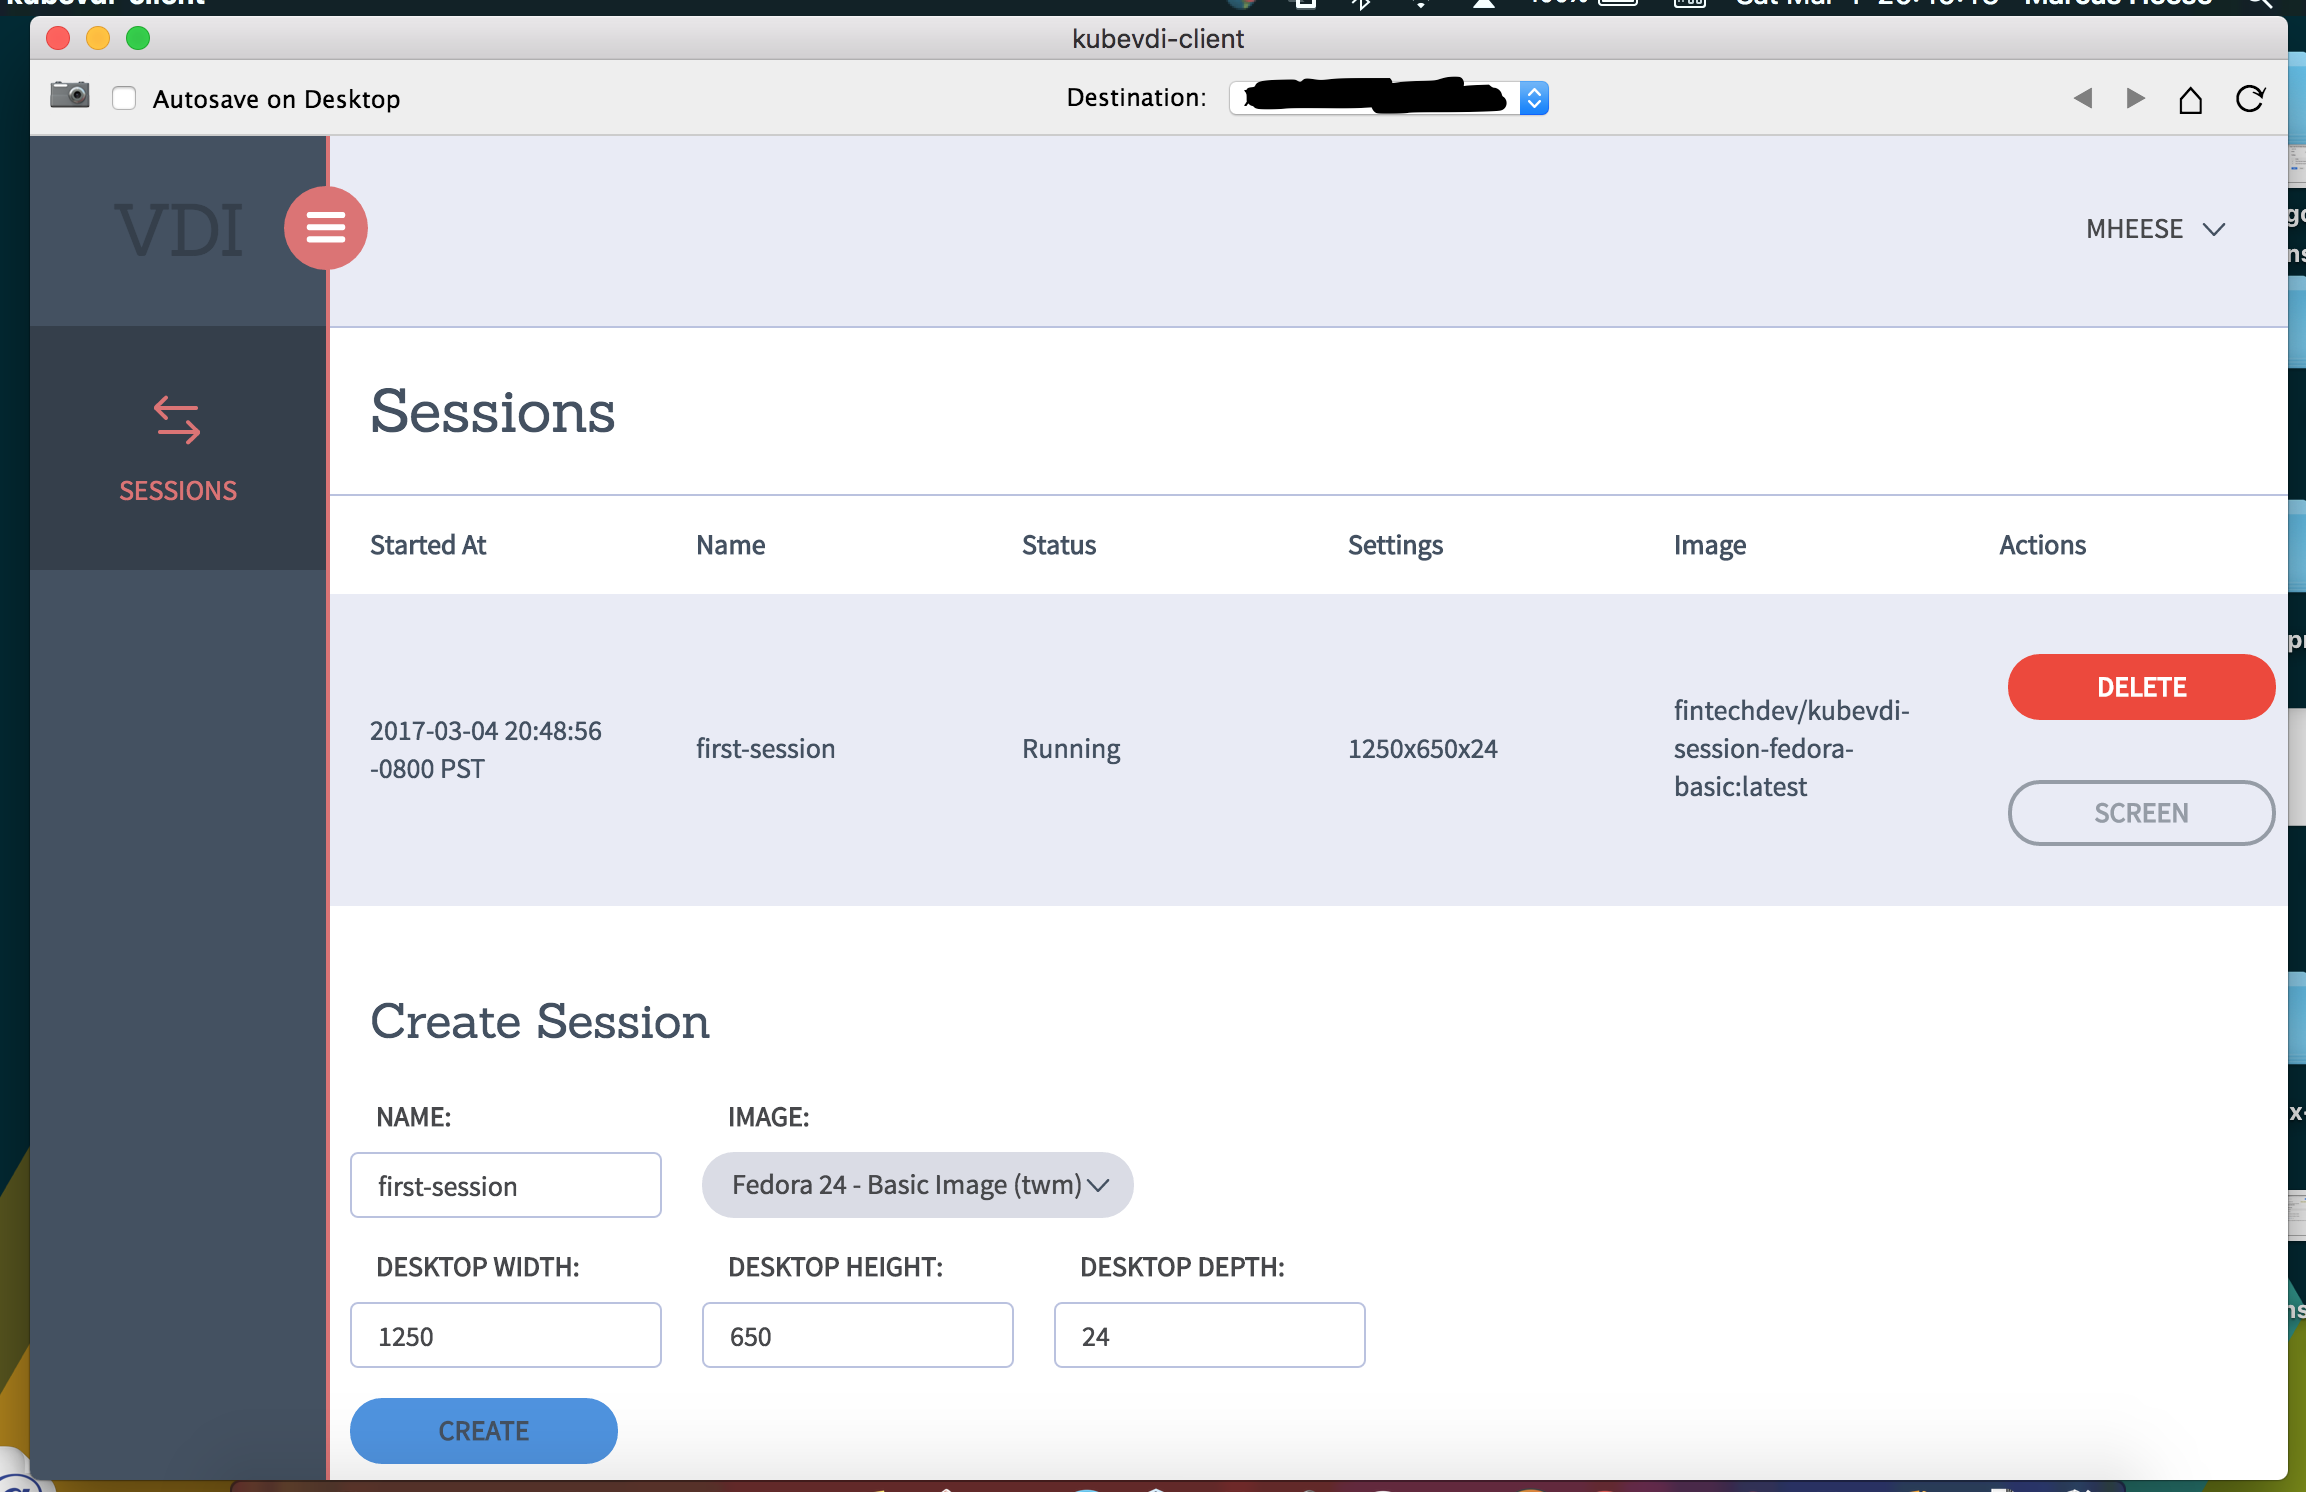 kubevdi-client
Autosave on Desktop
Destination:
VDI
MHEESE
SESSIONS
Sessions
Started At Name Status Settings Image Actions
2017-03-04 20:48:56
-0800 PST
first-session
Running
1250x650x24
fintechdev/kubevdi-
session-fedora-
basic:latest
DELETE
SCREEN
Create Session
NAME: IMAGE:
first-session Fedora 24 - Basic Image (twm)
DESKTOP WIDTH: DESKTOP HEIGHT: DESKTOP DEPTH:
1250 650 24
CREATE